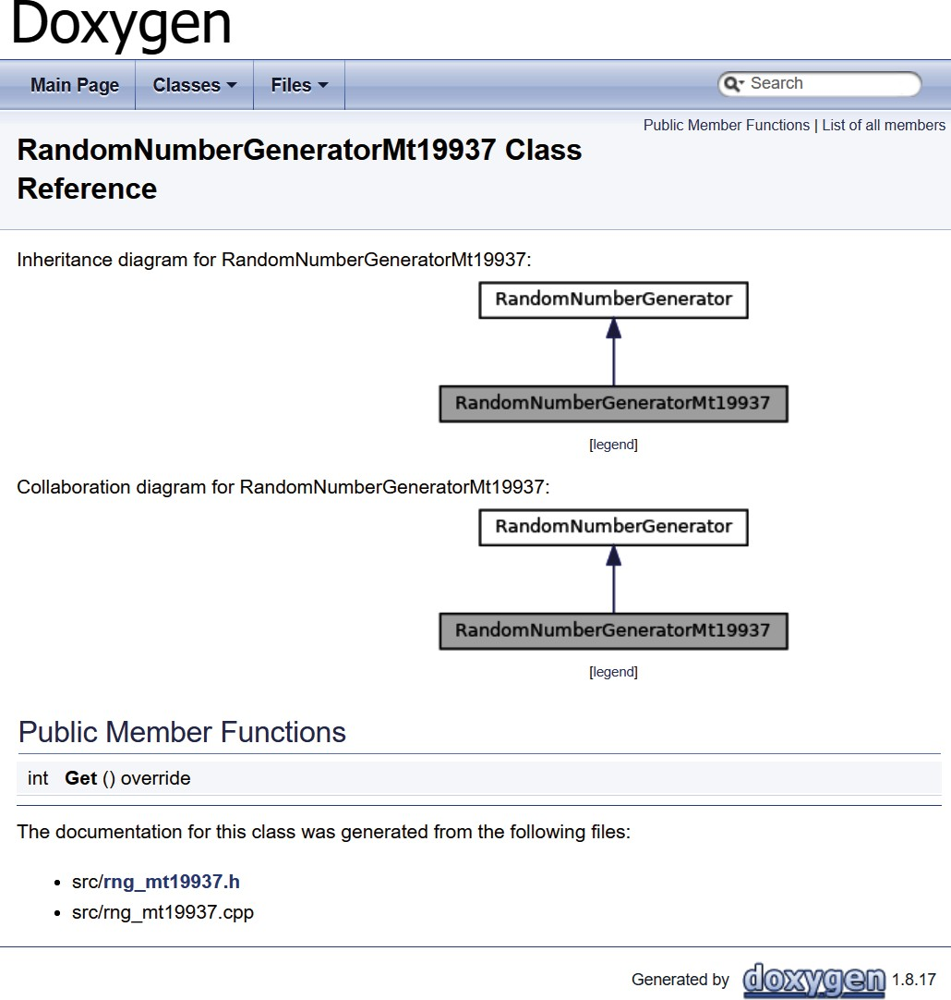 Doxygen
Main Page Classes Files Search
Public Member Functions | List of all members
RandomNumberGeneratorMt19937 Class
Reference
Inheritance diagram for RandomNumberGeneratorMt19937:
RandomNumberGenerator
RandomNumberGeneratorMt19937
[legend]
Collaboration diagram for RandomNumberGeneratorMt19937:
RandomNumberGenerator
RandomNumberGeneratorMt19937
[legend]
Public Member Functions
int Get () override
The documentation for this class was generated from the following files:
• src/rng_mt19937.h
• src/rng_mt19937.cpp
Generated by doxygen 1.8.17